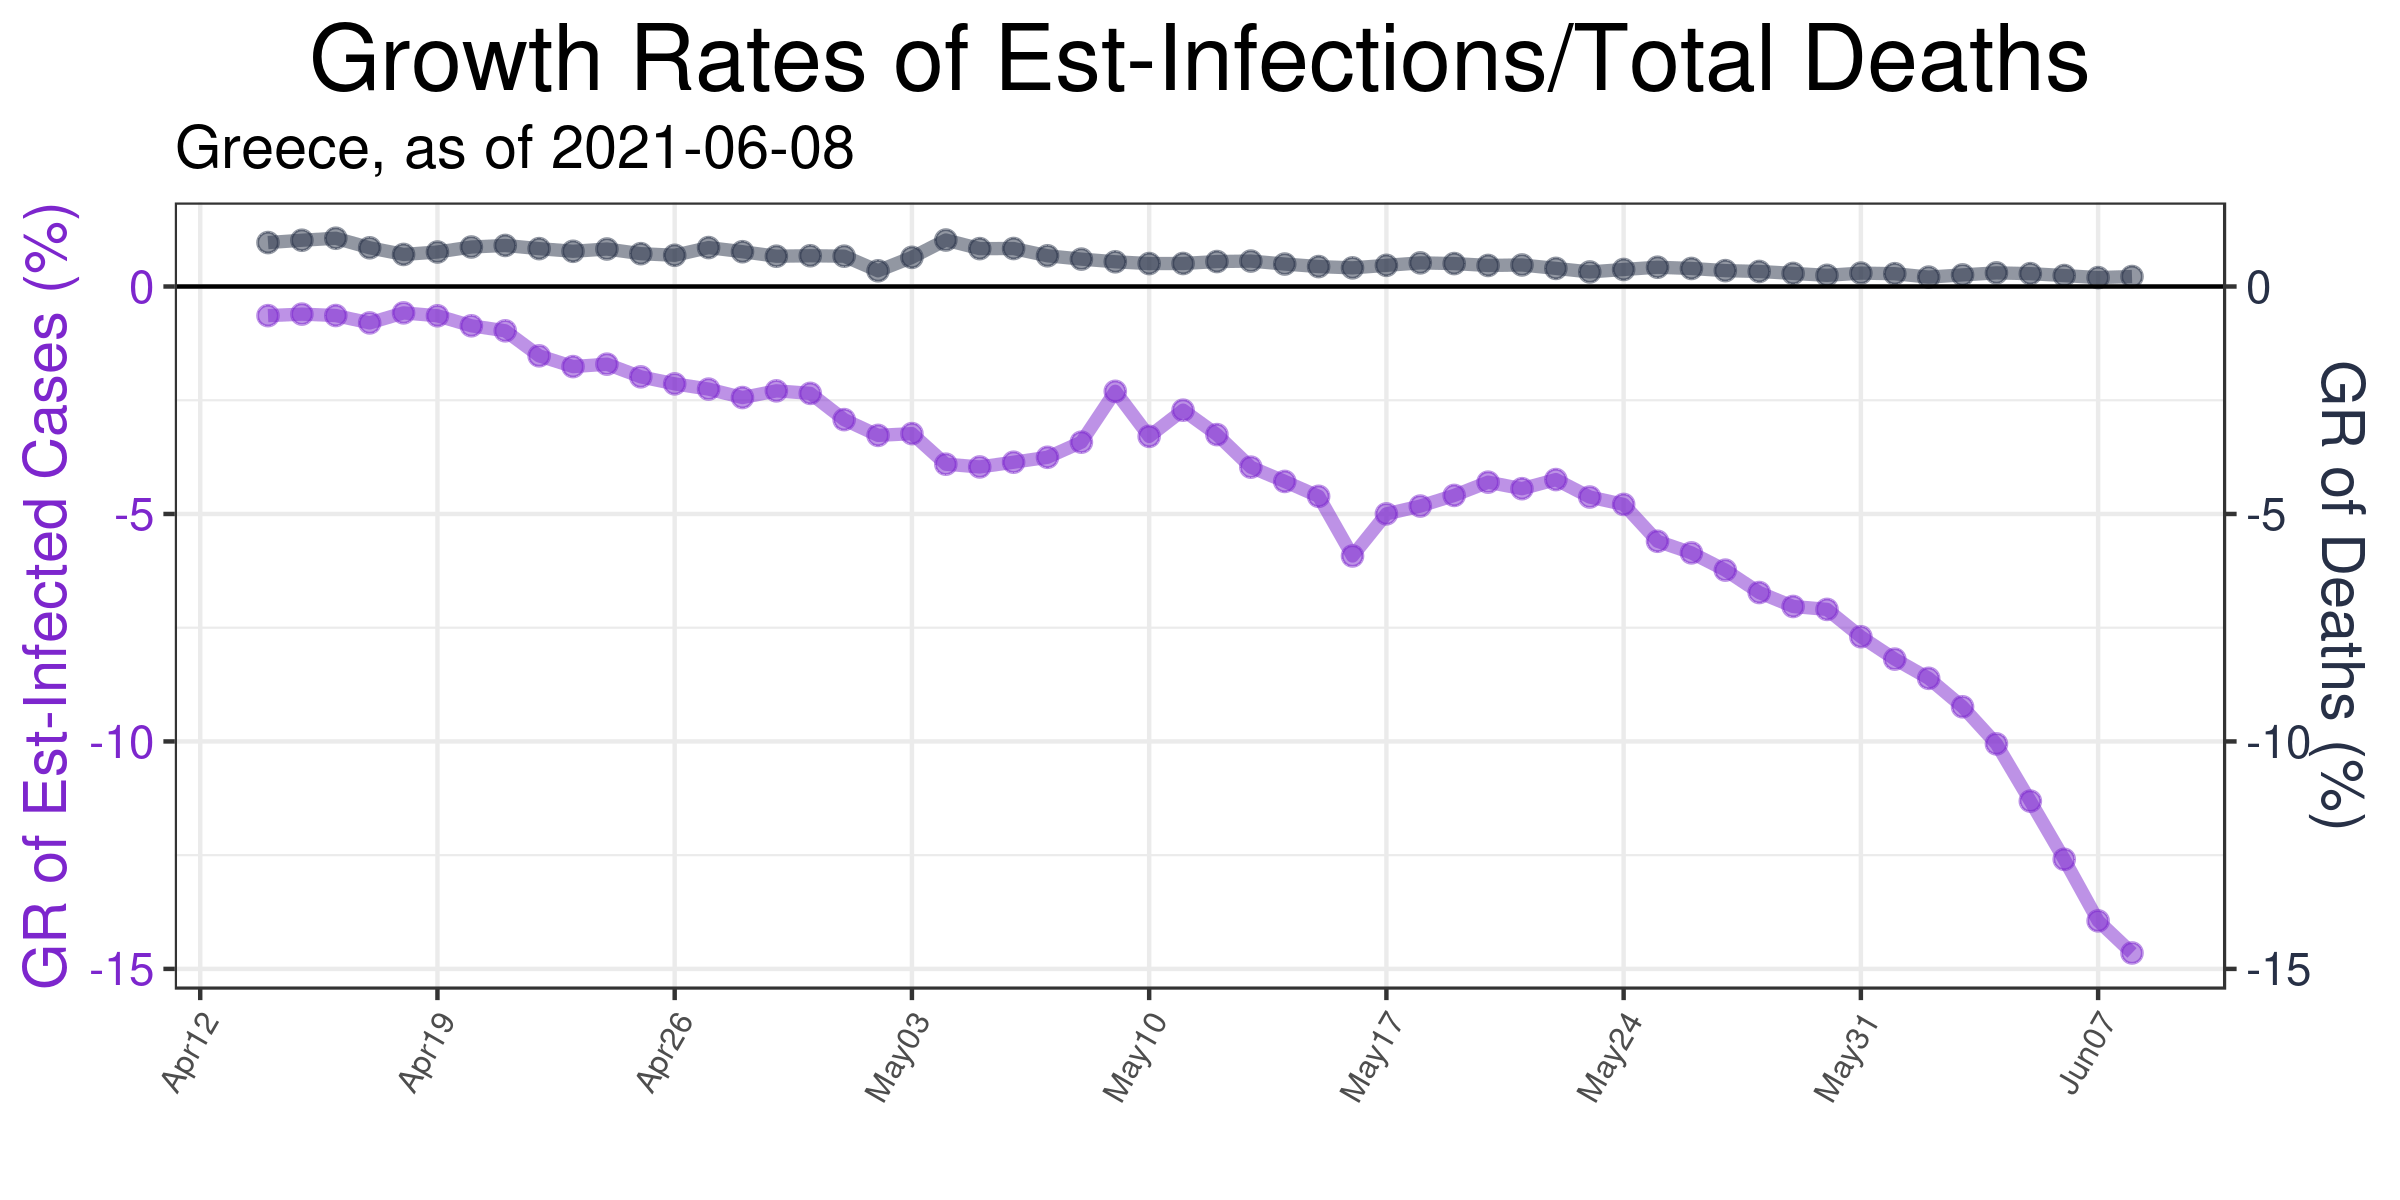 Growth Rates of Est-Infections/Total Deaths
Greece, as of 2021-06-08
GR of Est-Infected Cases (%)
0
-5
-10
-15
0
-5
-10
-15
GR of Deaths (%)
Apr12
Apr19
Apr26
May03
May10
May17
May24
May31
Jun07